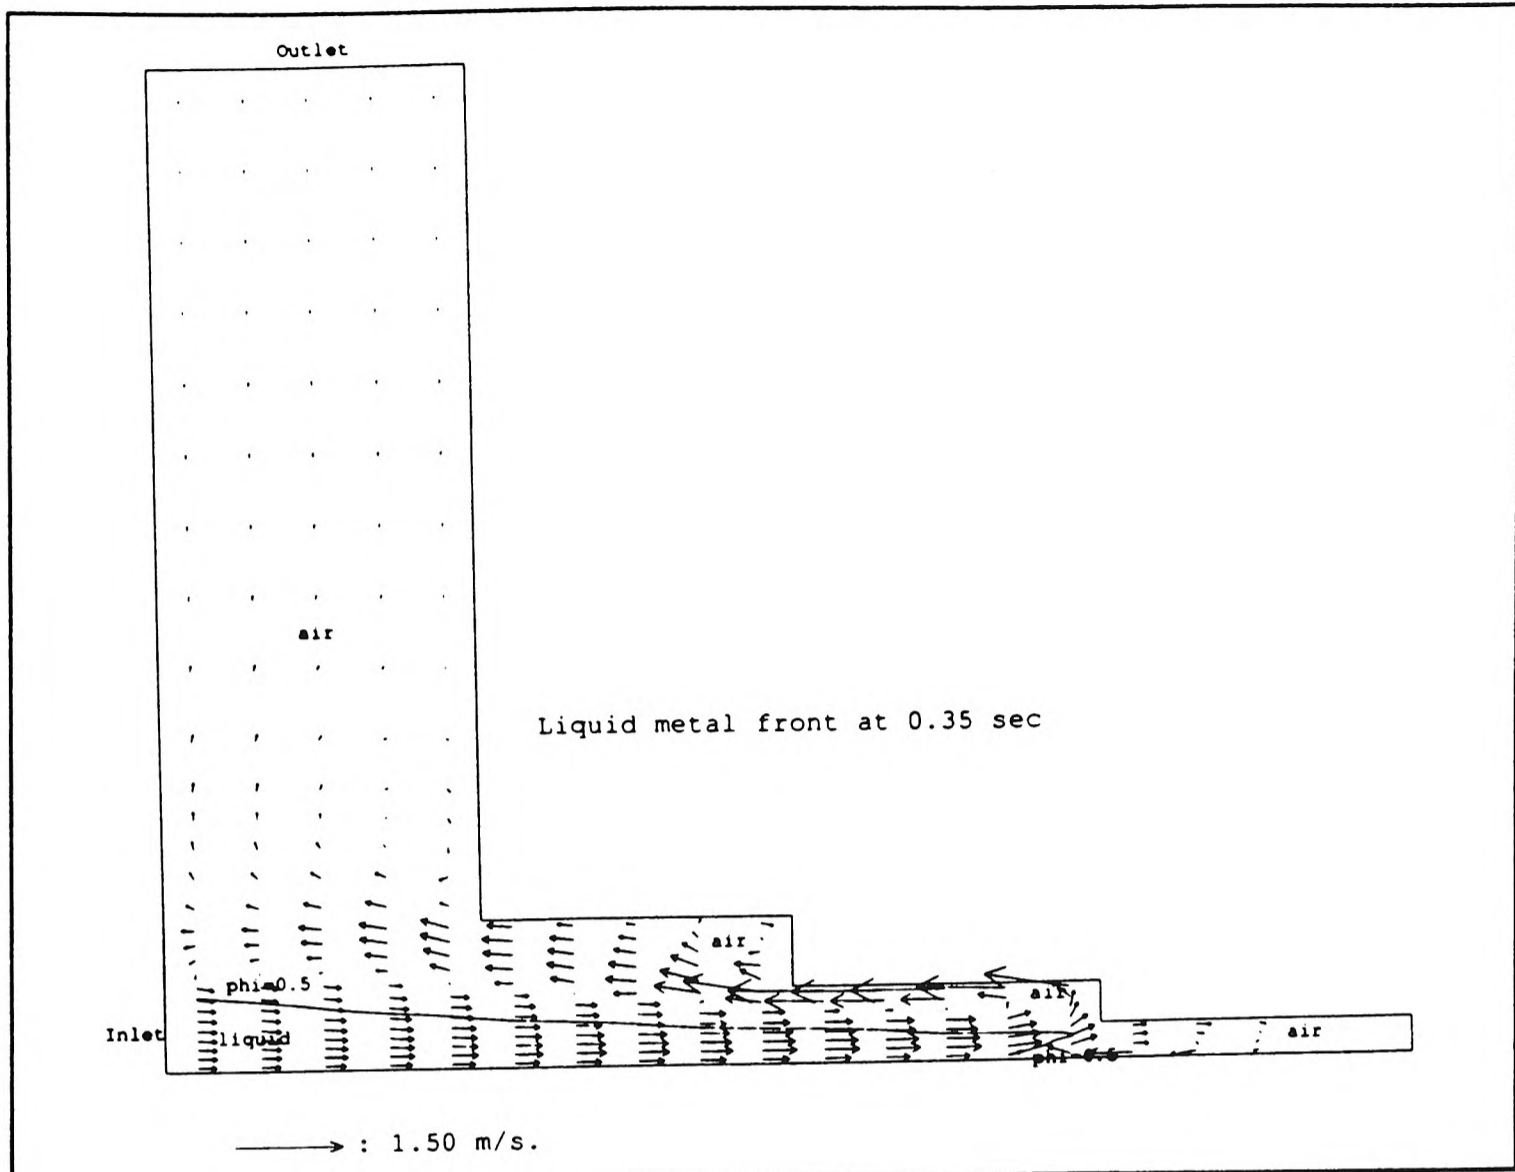 Outlet
air
Liquid metal front at 0.35 sec
air
phi=0.5
air
Inlet
liquid
air
: 1.50 m/s.